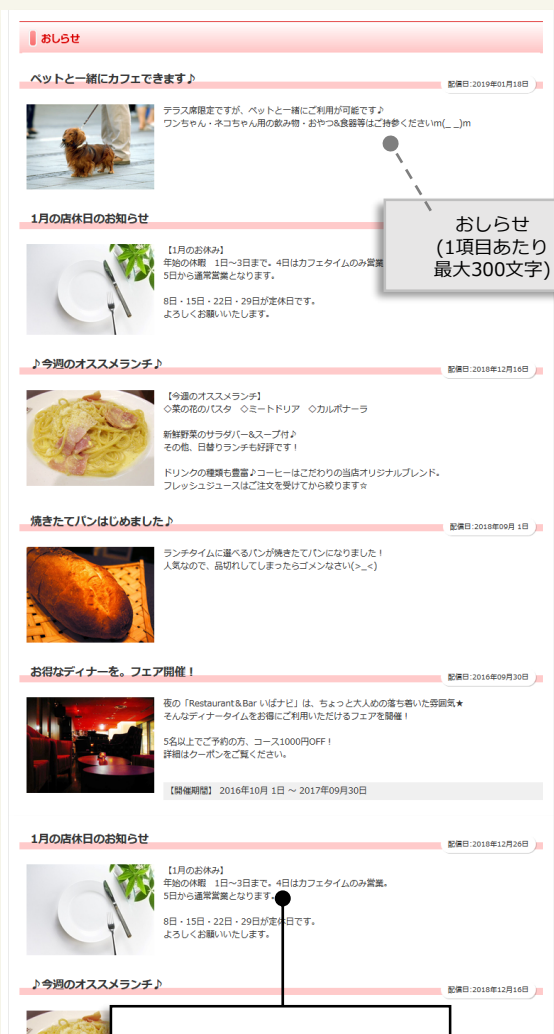 おしらせ
ペットと一緒にカフェできます♪
配信日:2019年01月18日
テラス席限定ですが、ペットと一緒にご利用が可能です♪
ワンちゃん・ネコちゃん用の飲み物・おやつ&食器等はご持参くださいm(_ _)m
おしらせ
(1項目あたり
最大300文字)
1月の店休日のお知らせ
【1月のお休み】
年始の休暇 1日～3日まで。4日はカフェタイムのみ営業
5日から通常営業となります。
8日・15日・22日・29日が定休日です。
よろしくお願いいたします。
♪今週のオススメランチ♪
配信日:2018年12月16日
【今週のオススメランチ】
◇菜の花のパスタ ◇ミートドリア ◇カルボナーラ
新鮮野菜のサラダバー&スープ付♪
その他、日替りランチも好評です！
ドリンクの種類も豊富♪コーヒーはこだわりの当店オリジナルブレンド。
フレッシュジュースはご注文を受けてから絞ります☆
焼きたてパンはじめました♪
配信日:2018年09月 1日
ランチタイムに選べるパンが焼きたてパンになりました！
人気なので、品切れしてしまったらゴメンなさい(>_<)
お得なディナーを。フェア開催！
配信日:2016年09月30日
夜の「Restaurant＆Bar いばナビ」は、ちょっと大人めの落ち着いた雰囲気★
そんなディナータイムをお得にご利用いただけるフェアを開催！
5名以上でご予約の方、コース1000円OFF！
詳細はクーポンをご覧ください。
【開催期間】 2016年10月 1日 ～ 2017年09月30日
1月の店休日のお知らせ
配信日:2018年12月26日
【1月のお休み】
年始の休暇 1日～3日まで。4日はカフェタイムのみ営業。
5日から通常営業となります。
8日・15日・22日・29日が定休日です。
よろしくお願いいたします。
♪今週のオススメランチ♪
配信日:2018年12月16日